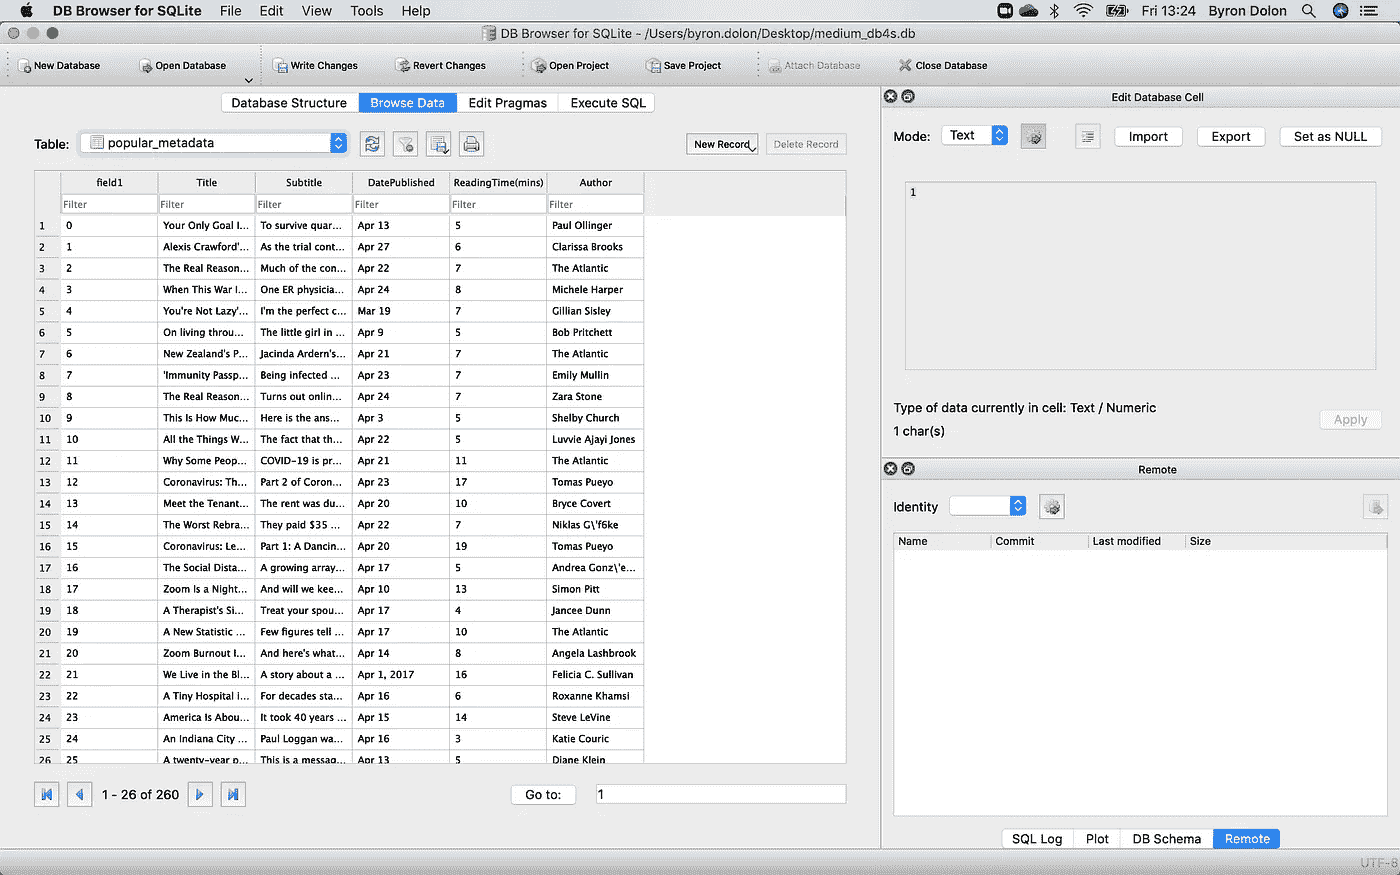 DB Browser for SQLite File Edit View Tools Help Fri 13:24 Byron Dolon
DB Browser for SQLite - /Users/byron.dolon/Desktop/medium_db4s.db
New Database Open Database Write Changes Revert Changes Open Project Save Project Attach Database Close Database
Database Structure Browse Data Edit Pragmas Execute SQL
Table: popular_metadata New Record Delete Record
field1 Title Subtitle DatePublished ReadingTime(mins) Author
Filter Filter Filter Filter Filter Filter
1 0 Your Only Goal I... To survive quar... Apr 13 5 Paul Ollinger
2 1 Alexis Crawford'... As the trial cont... Apr 27 6 Clarissa Brooks
3 2 The Real Reason... Much of the con... Apr 22 7 The Atlantic
4 3 When This War I... One ER physicia... Apr 24 8 Michele Harper
5 4 You're Not Lazy'... I'm the perfect c... Mar 19 7 Gillian Sisley
6 5 On living throu... The little girl in ... Apr 9 5 Bob Pritchett
7 6 New Zealand's P... Jacinda Ardern's... Apr 21 7 The Atlantic
8 7 'Immunity Passp... Being infected ... Apr 23 7 Emily Mullin
9 8 The Real Reason... Turns out onlin... Apr 24 7 Zara Stone
10 9 This Is How Muc... Here is the ans... Apr 3 5 Shelby Church
11 10 All the Things W... The fact that th... Apr 22 5 Luvvie Ajayi Jones
12 11 Why Some Peop... COVID-19 is pr... Apr 21 11 The Atlantic
13 12 Coronavirus: Th... Part 2 of Coron... Apr 23 17 Tomas Pueyo
14 13 Meet the Tenant... The rent was du... Apr 20 10 Bryce Covert
15 14 The Worst Rebra... They paid $35 ... Apr 22 7 Niklas G\'f6ke
16 15 Coronavirus: Le... Part 1: A Dancin... Apr 20 19 Tomas Pueyo
17 16 The Social Dista... A growing array... Apr 17 5 Andrea Gonz\'e...
18 17 Zoom Is a Night... And will we kee... Apr 10 13 Simon Pitt
19 18 A Therapist's Si... Treat your spou... Apr 17 4 Jancee Dunn
20 19 A New Statistic ... Few figures tell ... Apr 17 10 The Atlantic
21 20 Zoom Burnout I... And here's what... Apr 14 8 Angela Lashbrook
22 21 We Live in the Bl... A story about a ... Apr 1, 2017 16 Felicia C. Sullivan
23 22 A Tiny Hospital i... For decades sta... Apr 16 6 Roxanne Khamsi
24 23 America Is Abou... It took 40 years ... Apr 15 14 Steve LeVine
25 24 An Indiana City ... Paul Loggan wa... Apr 16 3 Katie Couric
26 25 A twenty-year p... This is a messag... Apr 13 5 Diane Klein
1 - 26 of 260 Go to: 1
Edit Database Cell
Mode: Text Import Export Set as NULL
1
Type of data currently in cell: Text / Numeric
1 char(s)
Apply
Remote
Identity
Name Commit Last modified Size
SQL Log Plot DB Schema Remote
UTF-8